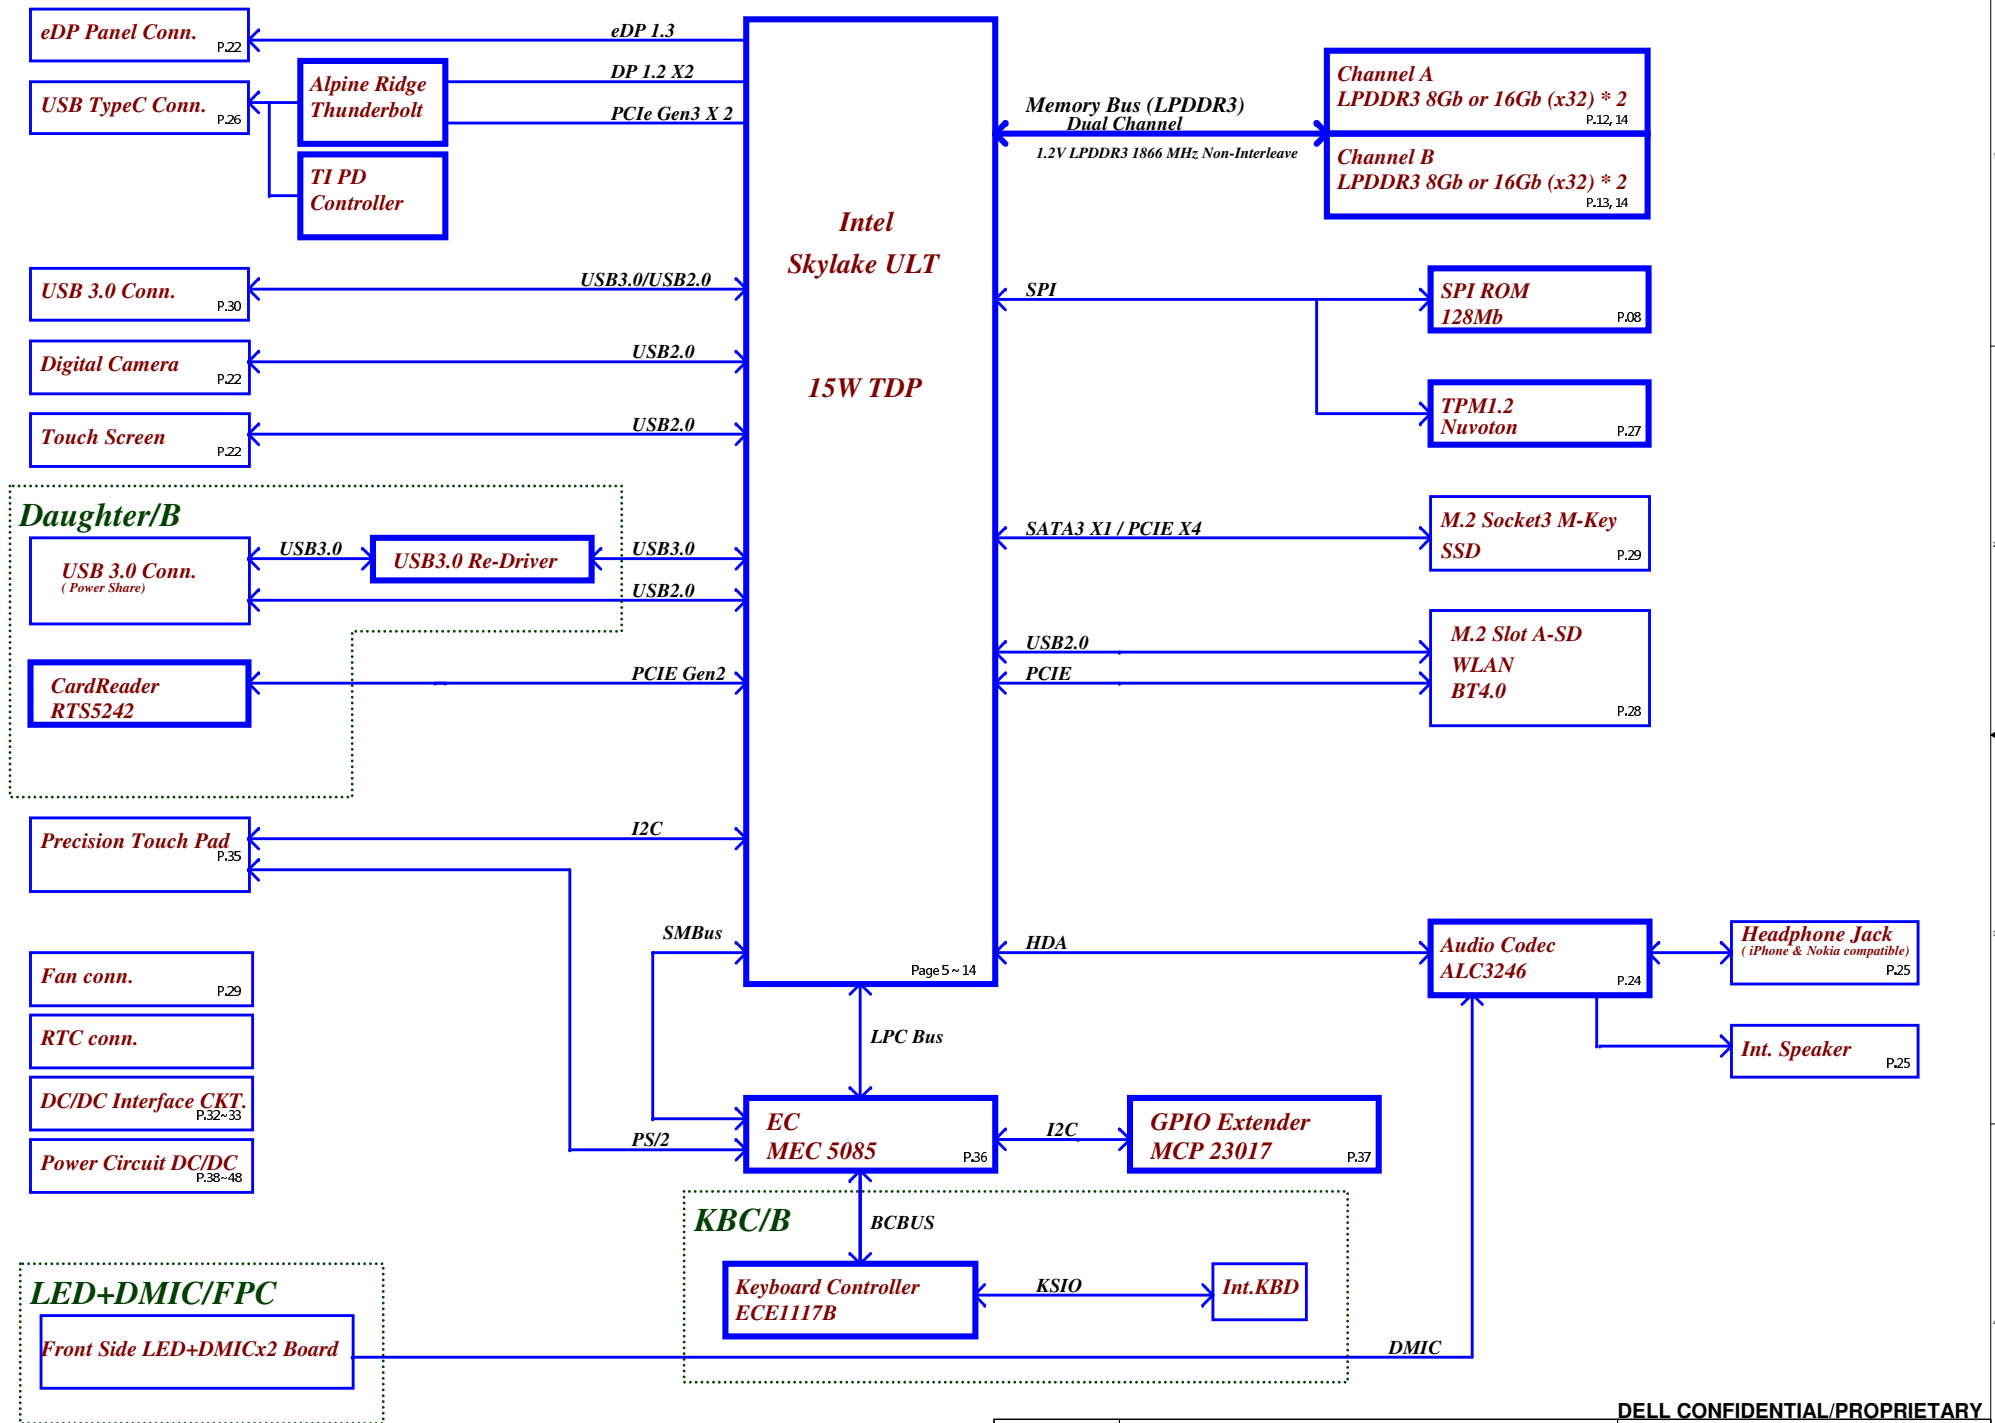 eDP Panel Conn.
P.22
eDP 1.3
USB TypeC Conn.
P.26
Alpine Ridge
Thunderbolt
DP 1.2 X2
PCIe Gen3 X 2
TI PD
Controller
Intel
Skylake ULT
15W TDP
Page 5 ~ 14
Memory Bus (LPDDR3)
Dual Channel
1.2V LPDDR3 1866 MHz Non-Interleave
Channel A
LPDDR3 8Gb or 16Gb (x32) * 2
P.12, 14
Channel B
LPDDR3 8Gb or 16Gb (x32) * 2
P.13, 14
USB 3.0 Conn.
P.30
USB3.0/USB2.0
SPI
SPI ROM
128Mb
P.08
Digital Camera
P.22
USB2.0
TPM1.2
Nuvoton
P.27
Touch Screen
P.22
USB2.0
Daughter/B
USB 3.0 Conn.
( Power Share)
USB3.0
USB3.0 Re-Driver
USB3.0
USB2.0
SATA3 X1 / PCIE X4
M.2 Socket3 M-Key
SSD
P.29
CardReader
RTS5242
PCIE Gen2
USB2.0
PCIE
M.2 Slot A-SD
WLAN
BT4.0
P.28
Precision Touch Pad
P.35
I2C
SMBus
HDA
Audio Codec
ALC3246
P.24
Headphone Jack
( iPhone & Nokia compatible)
P.25
Int. Speaker
P.25
Fan conn.
P.29
RTC conn.
DC/DC Interface CKT.
P.32~33
Power Circuit DC/DC
P.38~48
LPC Bus
PS/2
EC
MEC 5085
P.36
I2C
GPIO Extender
MCP 23017
P.37
KBC/B
BCBUS
Keyboard Controller
ECE1117B
KSIO
Int.KBD
LED+DMIC/FPC
Front Side LED+DMICx2 Board
DMIC
DELL CONFIDENTIAL/PROPRIETARY